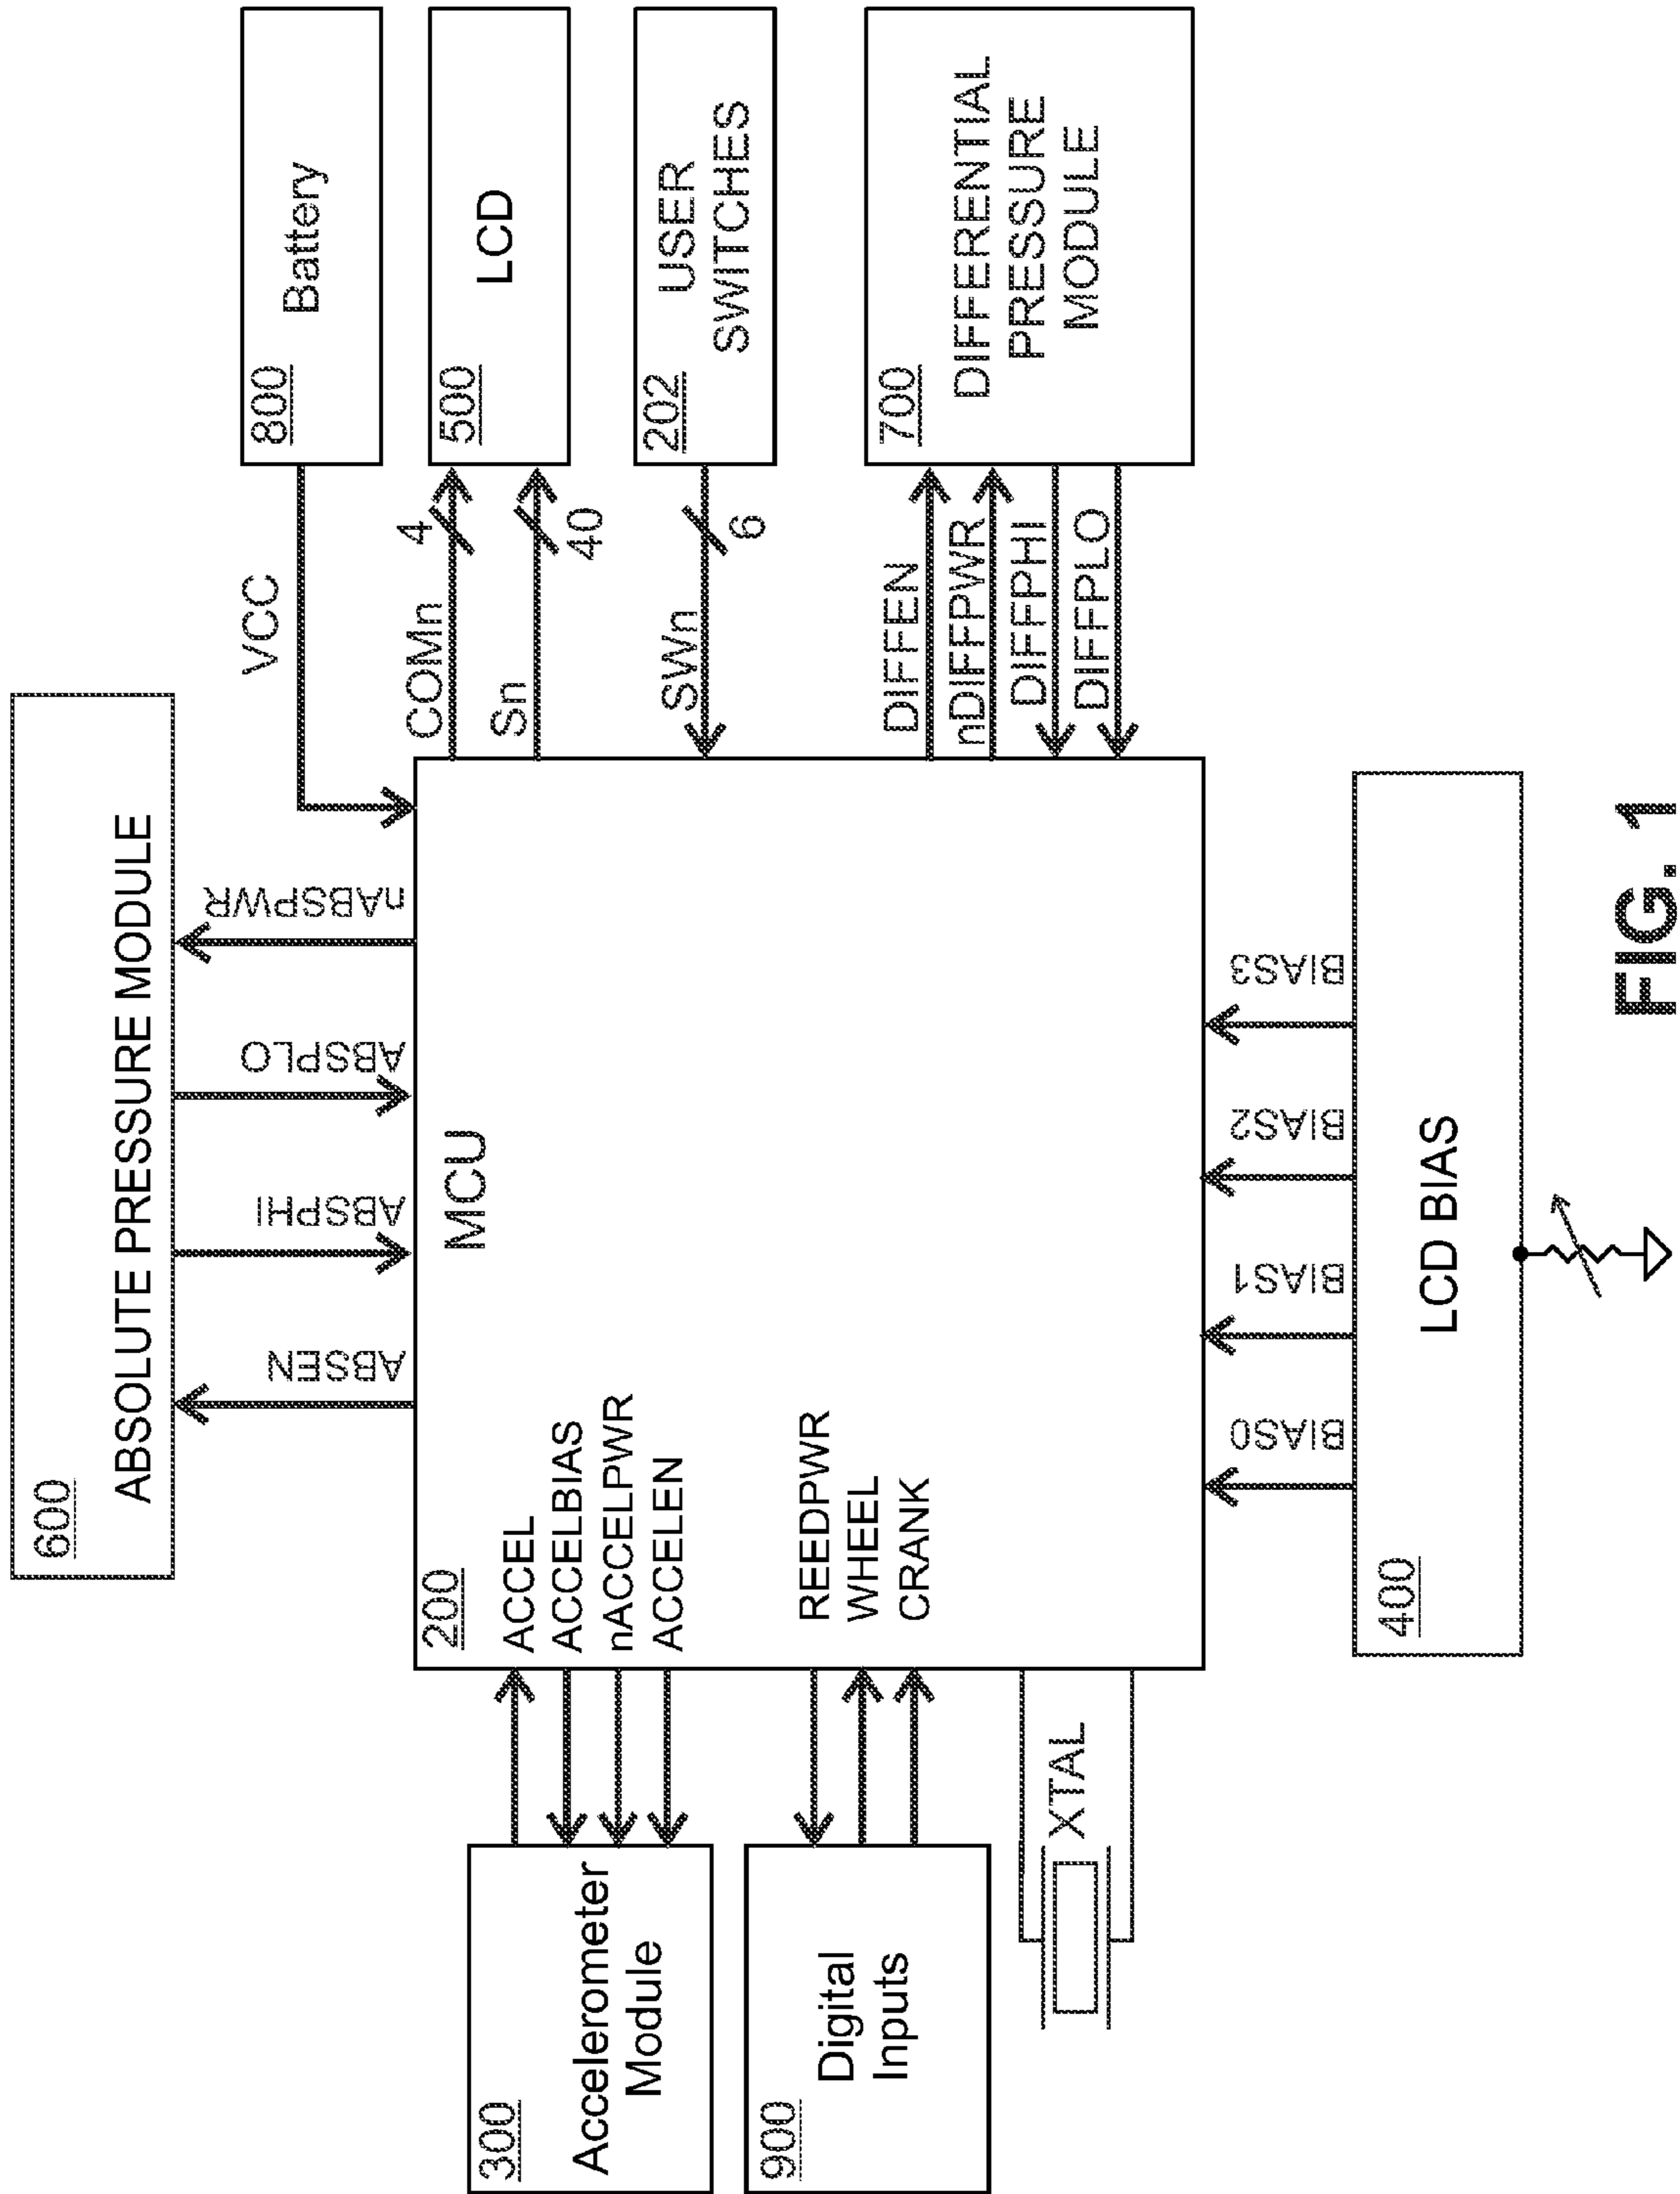 600
ABSOLUTE PRESSURE MODULE
ABSEN
ABSPHI
ABSPLO
nABSPWR
VCC
800
Battery
COMn
4
Sn
40
500
LCD
SWn
6
202
USER
SWITCHES
DIFFEN
nDIFFPWR
DIFFPHI
DIFFPLO
700
DIFFERENTIAL
PRESSURE
MODULE
200
MCU
ACCEL
ACCELBIAS
nACCELPWR
ACCELEN
REEDPWR
WHEEL
CRANK
300
Accelerometer
Module
900
Digital
Inputs
XTAL
BIAS0
BIAS1
BIAS2
BIAS3
400
LCD BIAS
FIG. 1